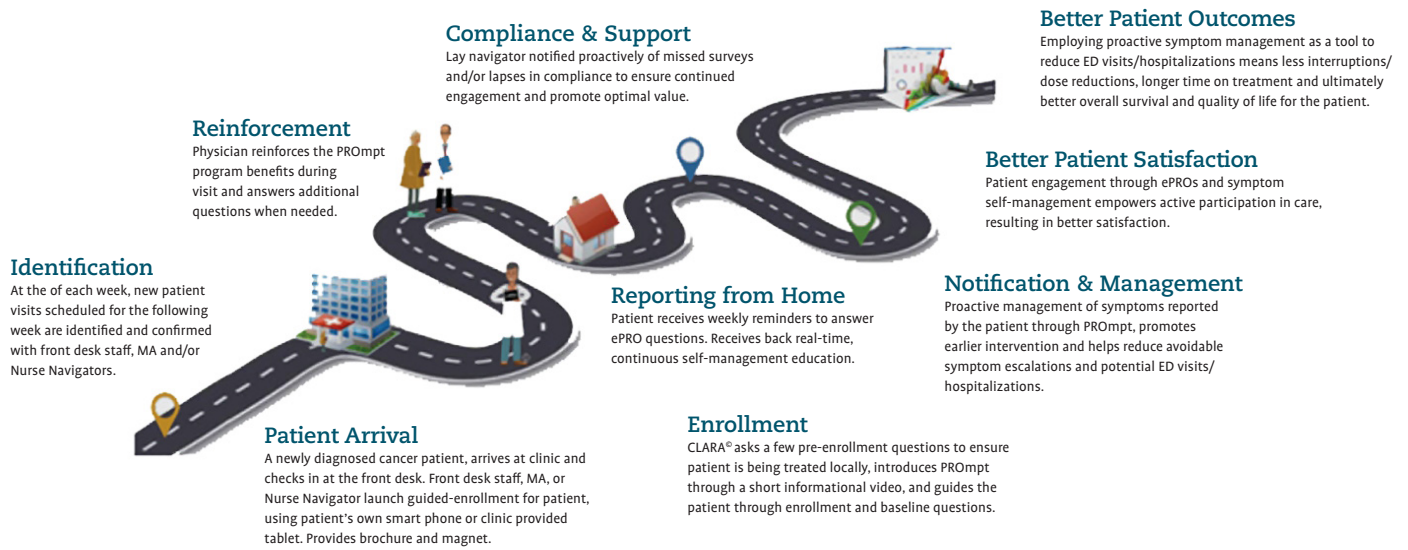 Identification
At the of each week, new patient
visits scheduled for the following
week are identified and confirmed
with front desk staff, MA and/or
Nurse Navigators.
Patient Arrival
A newly diagnosed cancer patient, arrives at clinic and
checks in at the front desk. Front desk staff, MA, or
Nurse Navigator launch guided-enrollment for patient,
using patient's own smart phone or clinic provided
tablet. Provides brochure and magnet.
Enrollment
CLARA© asks a few pre-enrollment questions to ensure
patient is being treated locally, introduces PROmpt
through a short informational video, and guides the
patient through enrollment and baseline questions.
Reinforcement
Physician reinforces the PROmpt
program benefits during
visit and answers additional
questions when needed.
Reporting from Home
Patient receives weekly reminders to answer
ePRO questions. Receives back real-time,
continuous self-management education.
Compliance & Support
Lay navigator notified proactively of missed surveys
and/or lapses in compliance to ensure continued
engagement and promote optimal value.
Notification & Management
Proactive management of symptoms reported
by the patient through PROmpt, promotes
earlier intervention and helps reduce avoidable
symptom escalations and potential ED visits/
hospitalizations.
Better Patient Satisfaction
Patient engagement through ePROs and symptom
self-management empowers active participation in care,
resulting in better satisfaction.
Better Patient Outcomes
Employing proactive symptom management as a tool to
reduce ED visits/hospitalizations means less interruptions/
dose reductions, longer time on treatment and ultimately
better overall survival and quality of life for the patient.